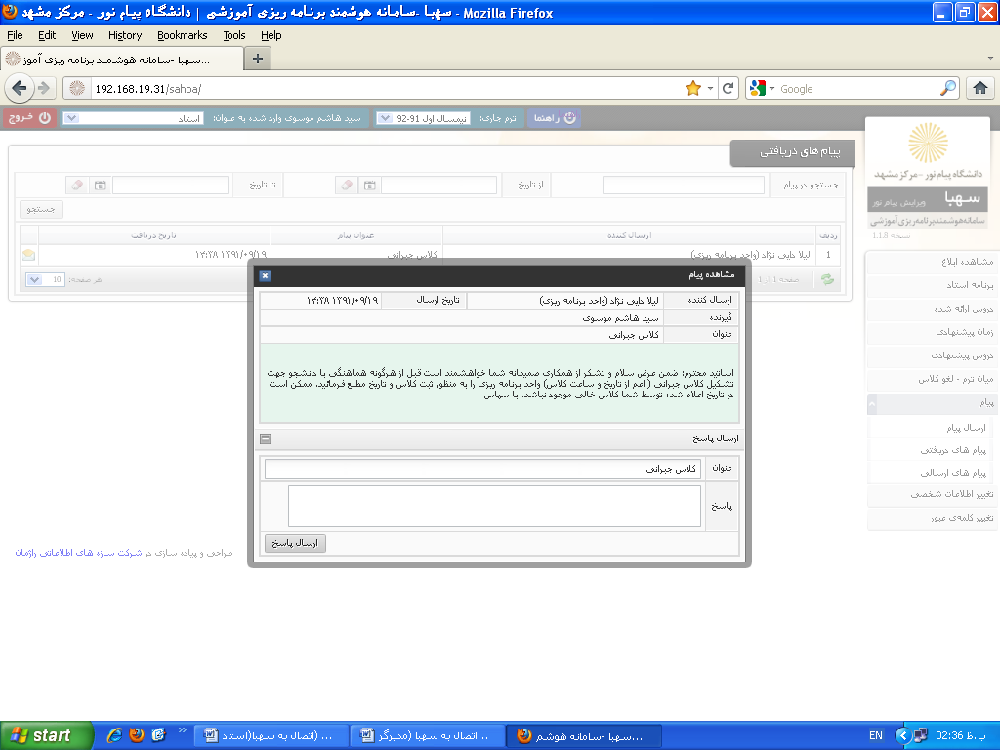 سهبا -سامانه هوشمند برنامه ریزی آموزشی | دانشگاه پیام نور - مرکز مشهد - Mozilla Firefox
File Edit View History Bookmarks Tools Help
سهبا -سامانه هوشمند برنامه ریزی آموز...
192.168.19.31/sahba/
Google
راهنما
ترم جاری: نیمسال اول 91-92
سید هاشم موسوی وارد شده به عنوان: استاد
خروج
دانشگاه پیام نور - مرکز مشهد
سهبا ویرایش پیام نور
سامانه هوشمند برنامه ریزی آموزشی
نسخه 1.1.8
پیام های دریافتی
جستجو در پیام
از تاریخ
تا تاریخ
جستجو
ردیف ارسال کننده عنوان پیام تاریخ دریافت
1 لیلا دایی نژاد (واحد برنامه ریزی) کلاس جبرانی ۱۳۹۱/۰۹/۱۹ ۱۴:۳۸
صفحه 1 / 1
هر صفحه: 10
مشاهده ابلاغ
برنامه استاد
دروس ارائه شده
زمان پیشنهادی
دروس پیشنهادی
میان ترم - لغو کلاس
پیام
ارسال پیام
پیام های دریافتی
پیام های ارسالی
تغییر اطلاعات شخصی
تغییر کلمه‌ی عبور
مشاهده پیام
ارسال کننده لیلا دایی نژاد (واحد برنامه ریزی) تاریخ ارسال ۱۳۹۱/۰۹/۱۹ ۱۴:۳۸
گیرنده سید هاشم موسوی
عنوان کلاس جبرانی
اساتید محترم: ضمن عرض سلام و تشکر از همکاری صمیمانه شما خواهشمند است قبل از هرگونه هماهنگی با دانشجو جهت
تشکیل کلاس جبرانی ( اعم از تاریخ و ساعت کلاس) واحد برنامه ریزی را به منظور ثبت کلاس و تاریخ مطلع فرمائید، ممکن است
در تاریخ اعلام شده توسط شما کلاس خالی موجود نباشد. با سپاس
ارسال پاسخ
عنوان کلاس جبرانی
پاسخ
ارسال پاسخ
طراحی و پیاده سازی در شرکت سازه های اطلاعاتی راژمان
start
اتصال به سهبا(استاد) ...
اتصال به سهبا (مدیرگر...
سهبا -سامانه هوشم...
EN
02:36 ب.ظ